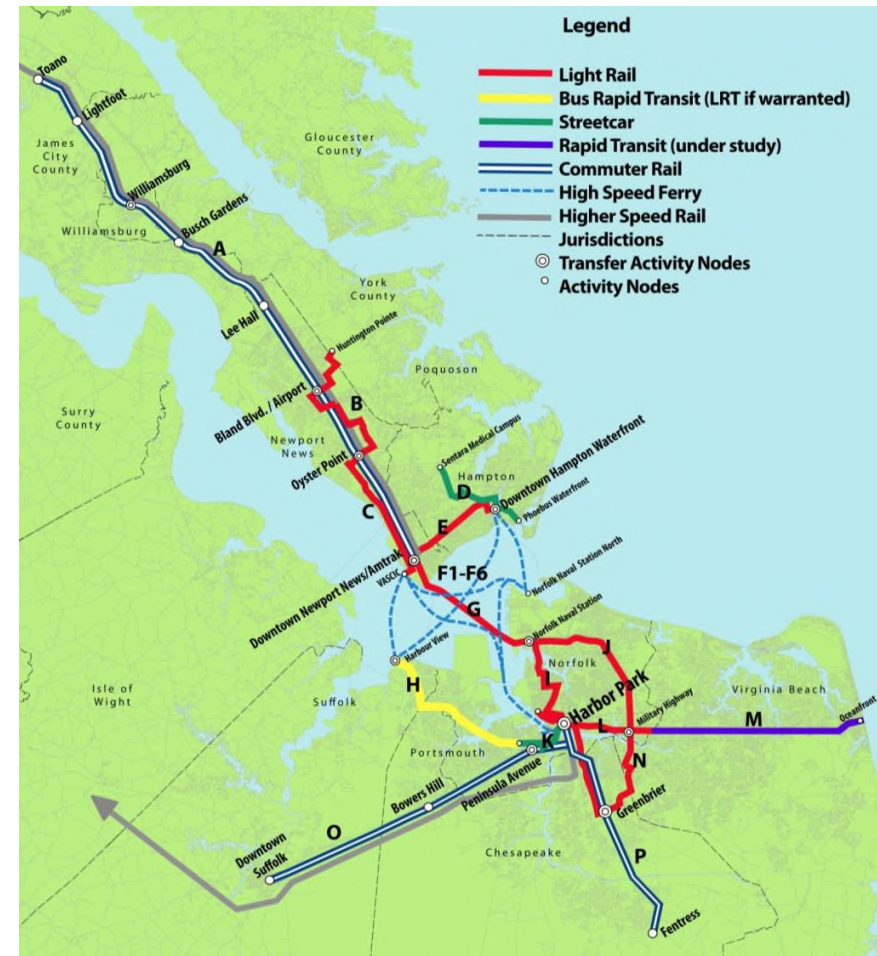 Legend
Light Rail
Bus Rapid Transit (LRT if warranted)
Streetcar
Rapid Transit (under study)
Commuter Rail
High Speed Ferry
Higher Speed Rail
Jurisdictions
Transfer Activity Nodes
Activity Nodes
Toano
Lightfoot
James
City
County
Gloucester
County
Williamsburg
Williamsburg
Busch Gardens
A
York
County
Lee Hall
Huntington Pointe
Poquoson
Bland Blvd. / Airport
B
Surry
County
Newport
News
Oyster Point
Sentara Medical Campus
Hampton
Downtown Hampton Waterfront
D
Phoebus Waterfront
C
E
Downtown Newport News/Amtrak
VASCIC
F1-F6
Norfolk Naval Station North
G
Norfolk Naval Station
Harbour View
J
Norfolk
H
I
Harbor Park
Isle of
Wight
Suffolk
Virginia Beach
Military Highway
Oceanfront
L
M
K
Portsmouth
Peninsula Avenue
N
Bowers Hill
Greenbrier
O
Downtown
Suffolk
Chesapeake
P
Fentress